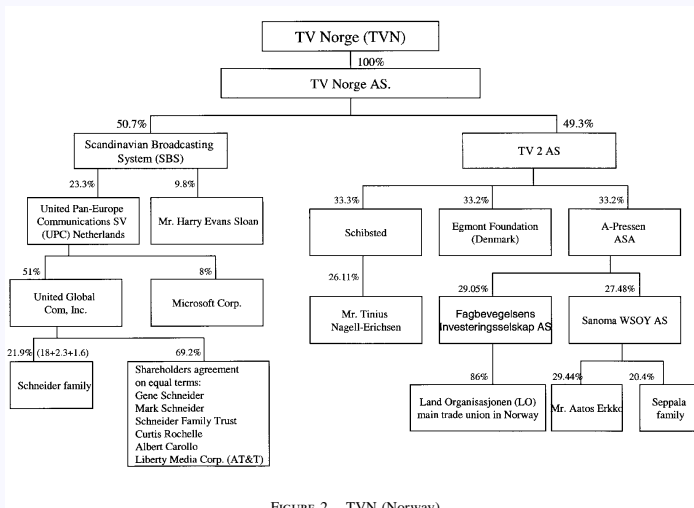 TV Norge (TVN)
100%
TV Norge AS.
50.7%
49.3%
Scandinavian Broadcasting
System (SBS)
TV 2 AS
23.3%
9.8%
33.3%
33.2%
33.2%
United Pan-Europe
Communications SV
(UPC) Netherlands
Mr. Harry Evans Sloan
Schibsted
Egmont Foundation
(Denmark)
A-Pressen
ASA
51%
8%
26.11%
29.05%
27.48%
United Global
Com, Inc.
Microsoft Corp.
Mr. Tinius
Nagell-Erichsen
Fagbevegelsens
Investeringsselskap AS
Sanoma WSOY AS
21.9% (18+2.3+1.6)
69.2%
86%
29.44%
20.4%
Schneider family
Shareholders agreement
on equal terms:
Gene Schneider
Mark Schneider
Schneider Family Trust
Curtis Rochelle
Albert Carollo
Liberty Media Corp. (AT&T)
Land Organisasjonen (LO)
main trade union in Norway
Mr. Aatos Erkko
Seppala
family
FIGURE 2 TVN (Norway)